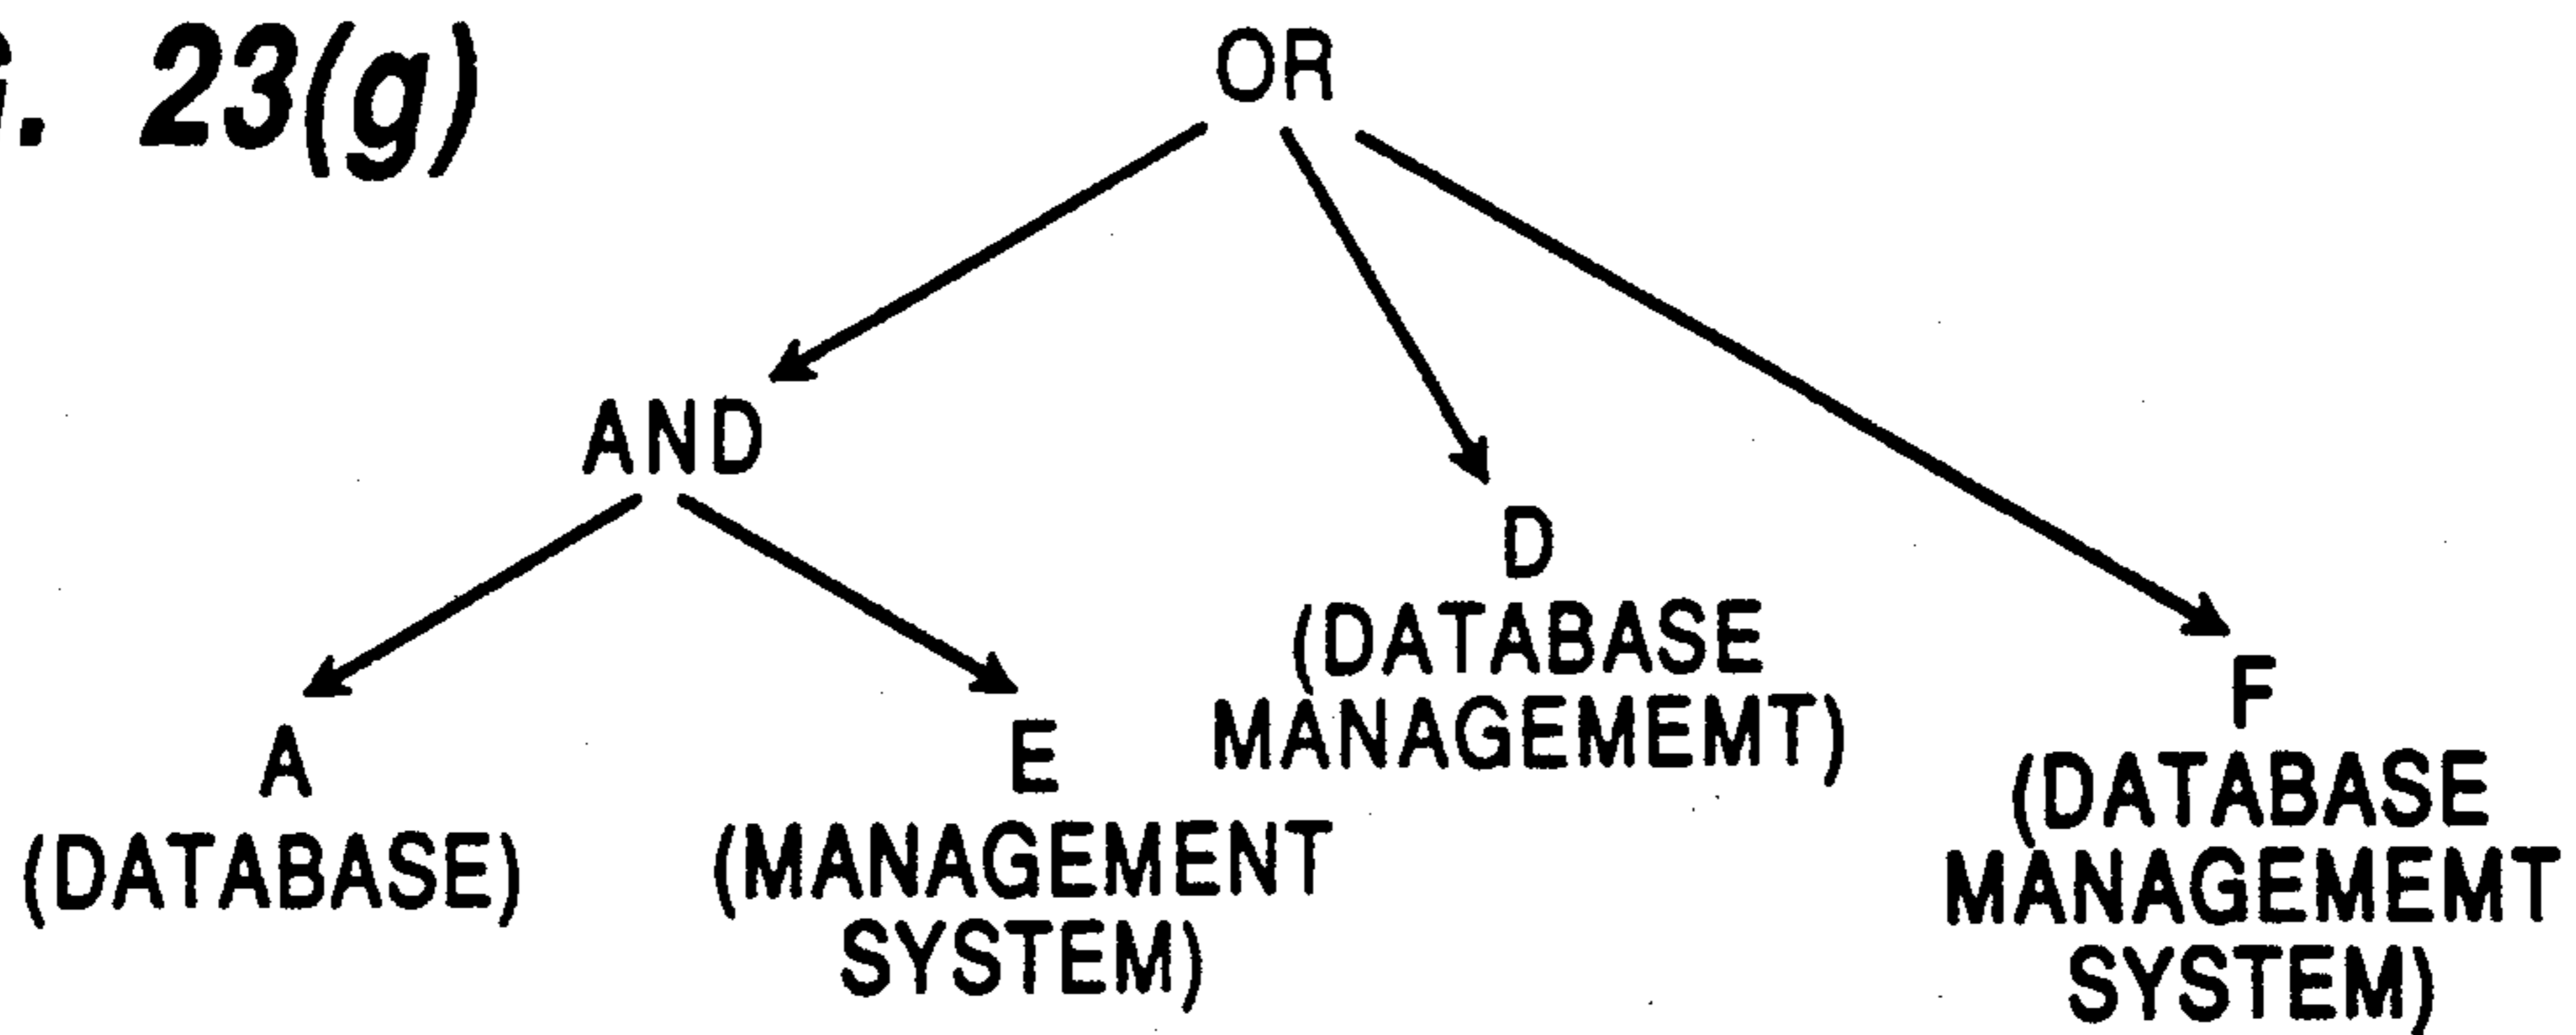 G. 23(g)
OR
AND
D
(DATABASE
MANAGEMEMT)
F
(DATABASE
MANAGEMEMT
SYSTEM)
A
(DATABASE)
E
(MANAGEMENT
SYSTEM)